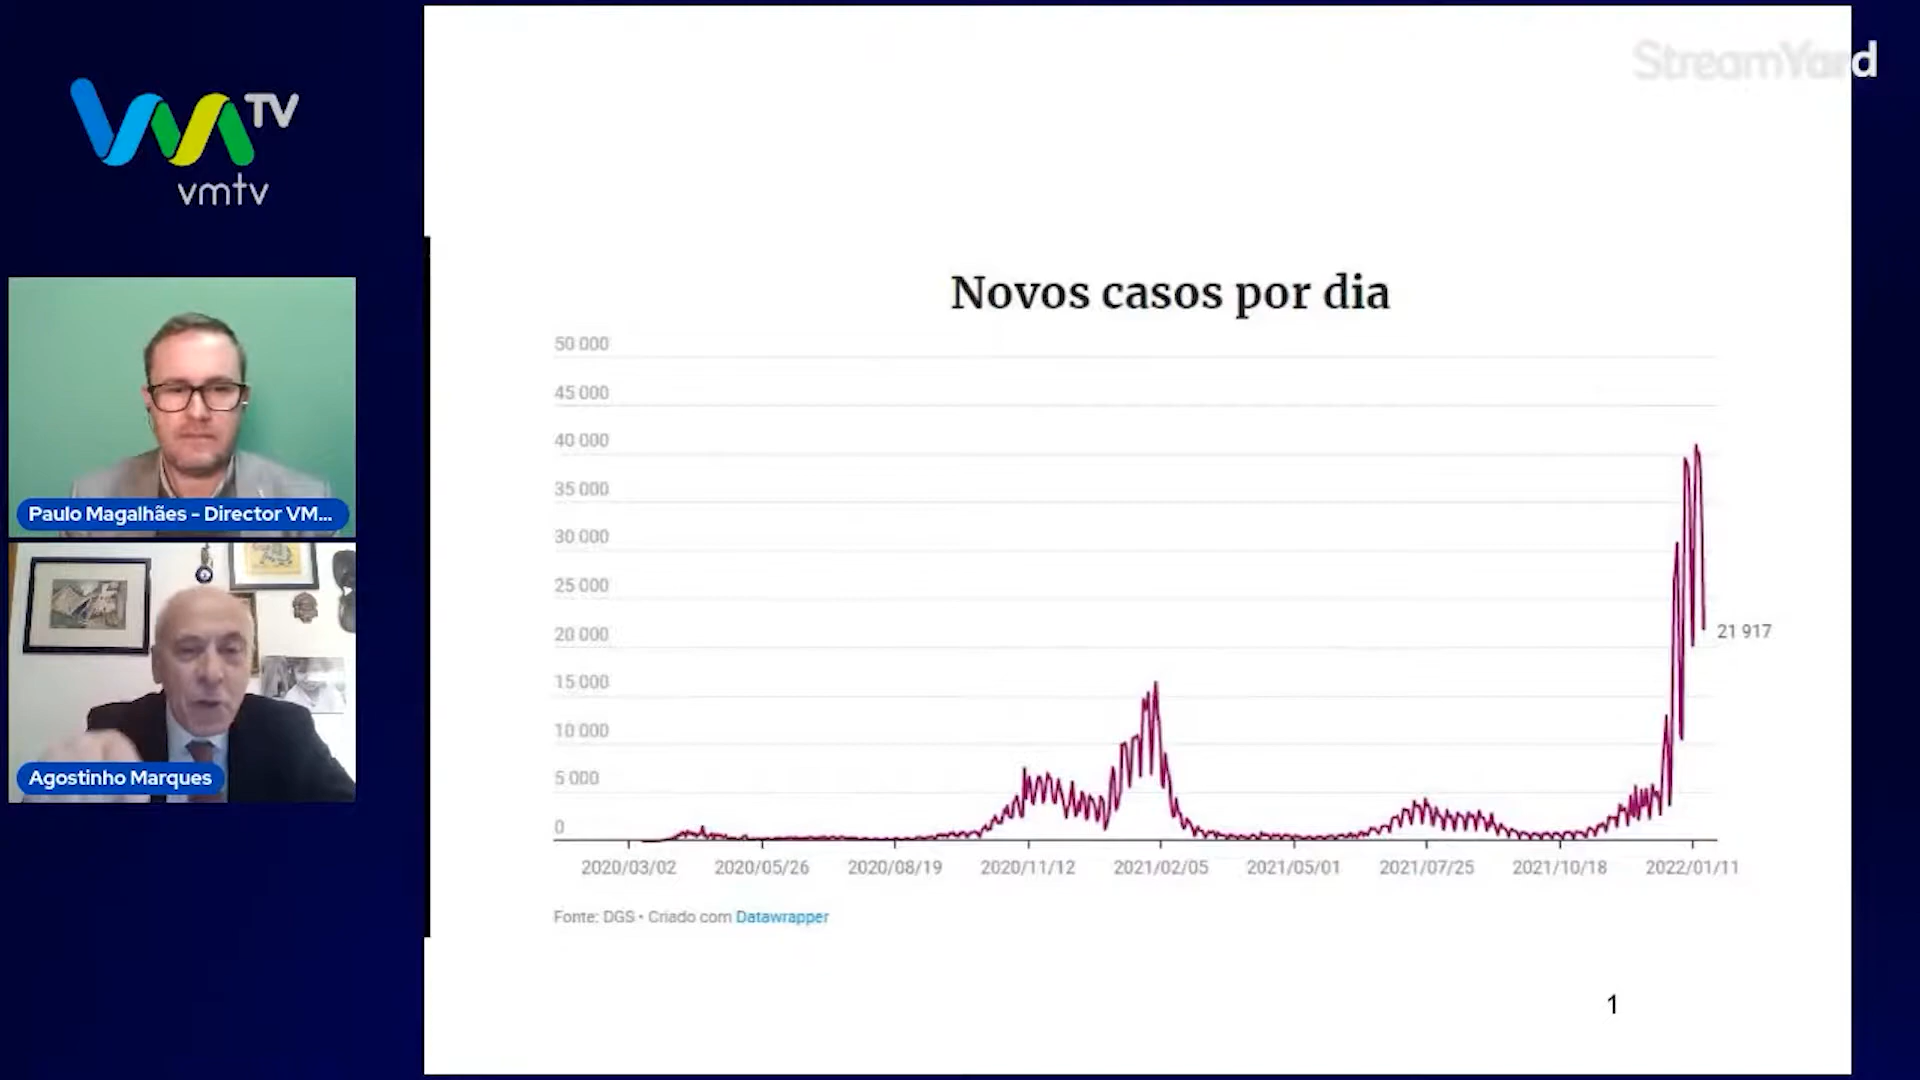 TV
vmtv
StreamYard
Paulo Magalhães - Director VM...
Agostinho Marques
Novos casos por dia
50 000
45 000
40 000
35 000
30 000
25 000
20 000
15 000
10 000
5 000
0
21 917
2020/03/02 2020/05/26 2020/08/19 2020/11/12 2021/02/05 2021/05/01 2021/07/25 2021/10/18 2022/01/11
Fonte: DGS • Criado com Datawrapper
1